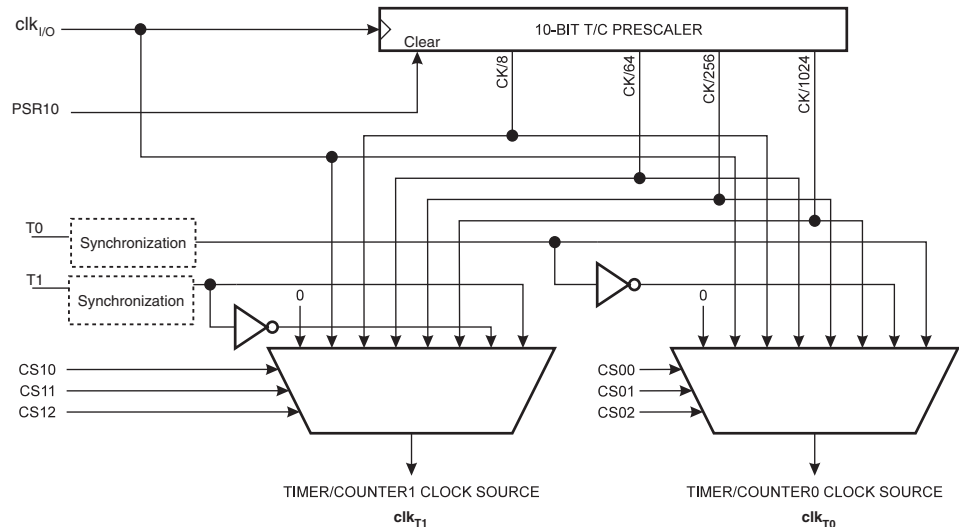 clkI/O
10-BIT T/C PRESCALER
Clear
CK/8
CK/64
CK/256
CK/1024
PSR10
T0
Synchronization
T1
Synchronization
0
0
CS10
CS11
CS12
CS00
CS01
CS02
TIMER/COUNTER1 CLOCK SOURCE
clkT1
TIMER/COUNTER0 CLOCK SOURCE
clkT0